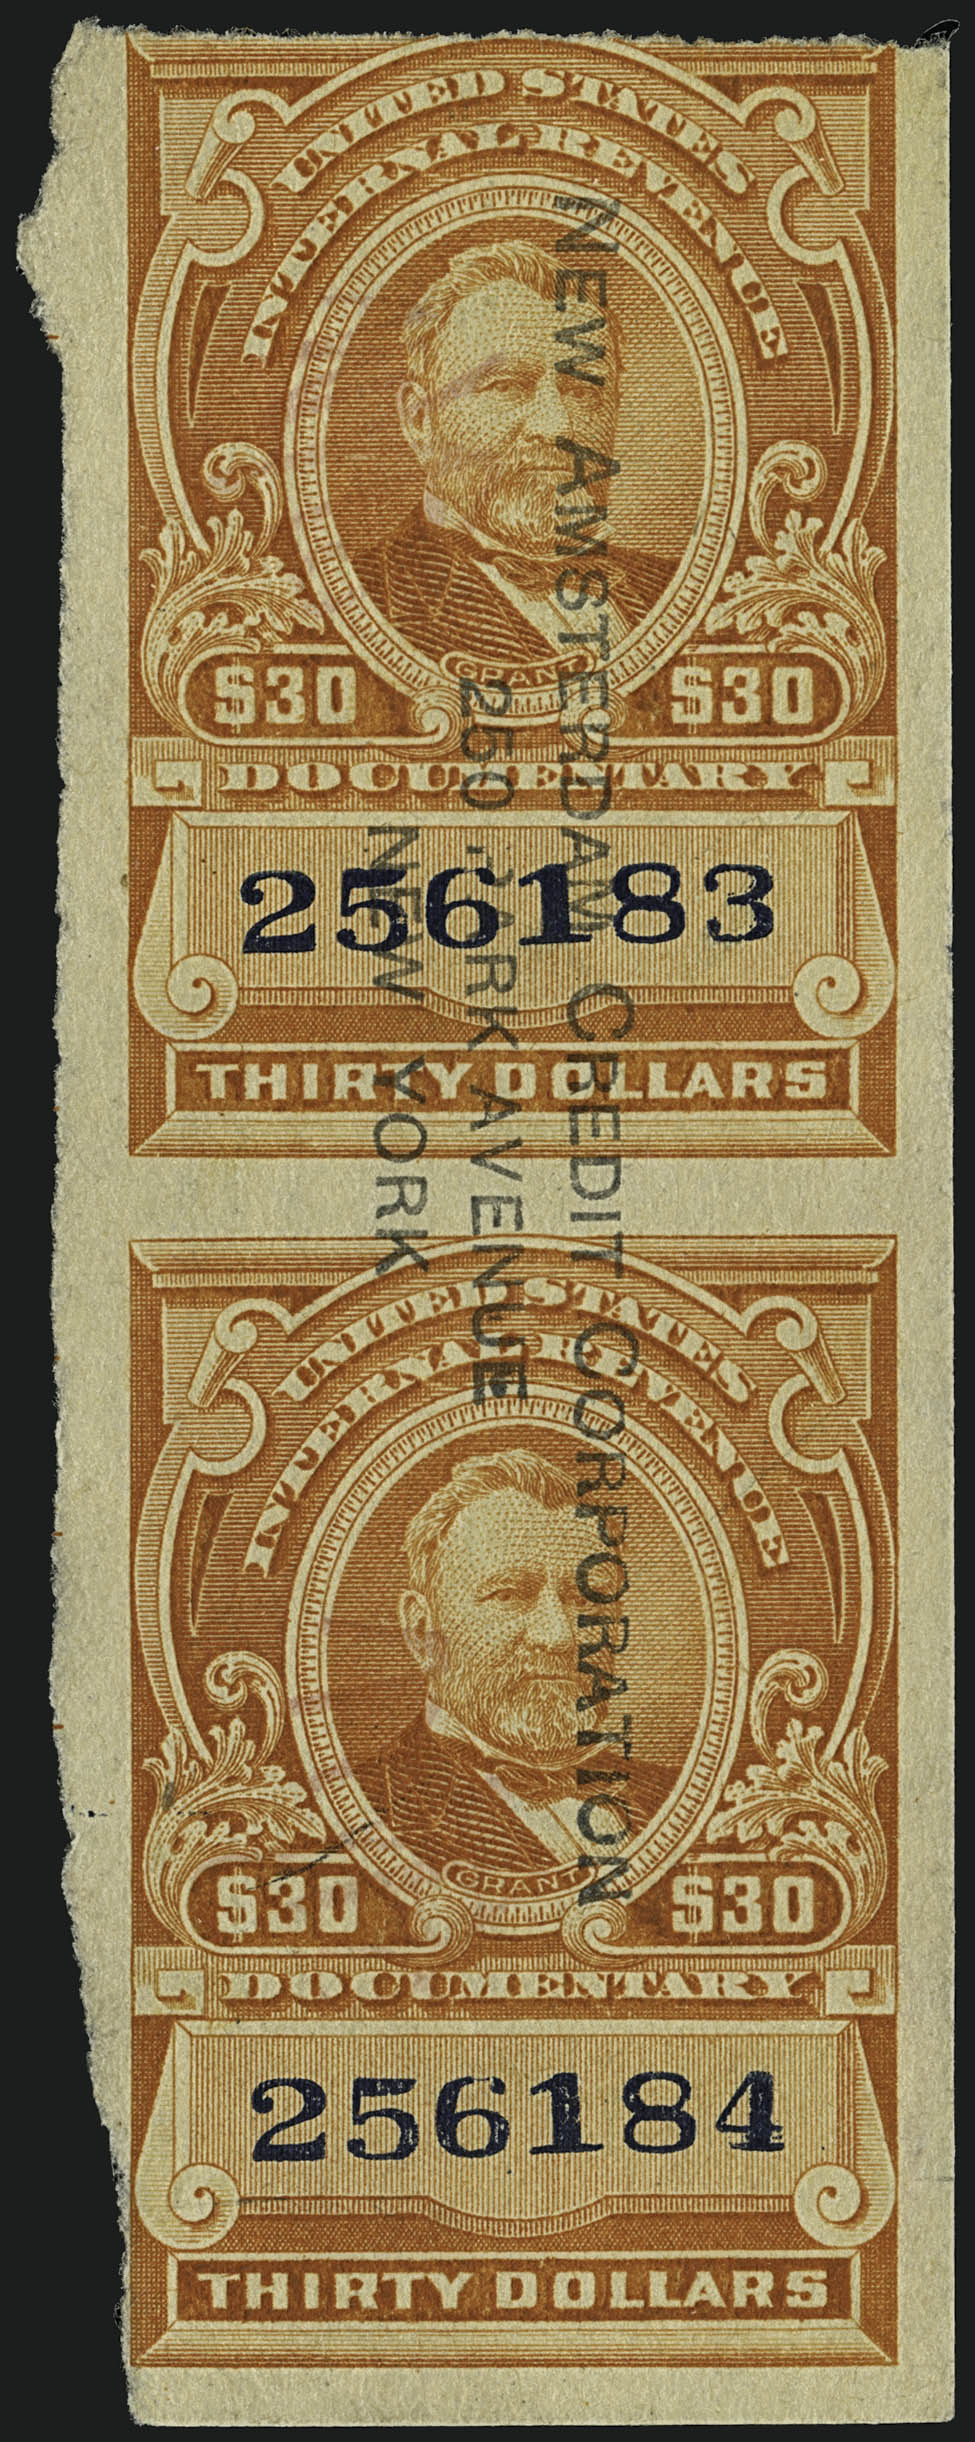 UNITED STATES
INTERNAL REVENUE
GRANT
$30 $30
DOCUMENTARY
256183
THIRTY DOLLARS
NEW AMSTERDAM CREDIT CORPORATION
250 PARK AVENUE
NEW YORK
UNITED STATES
INTERNAL REVENUE
GRANT
$30 $30
DOCUMENTARY
256184
THIRTY DOLLARS